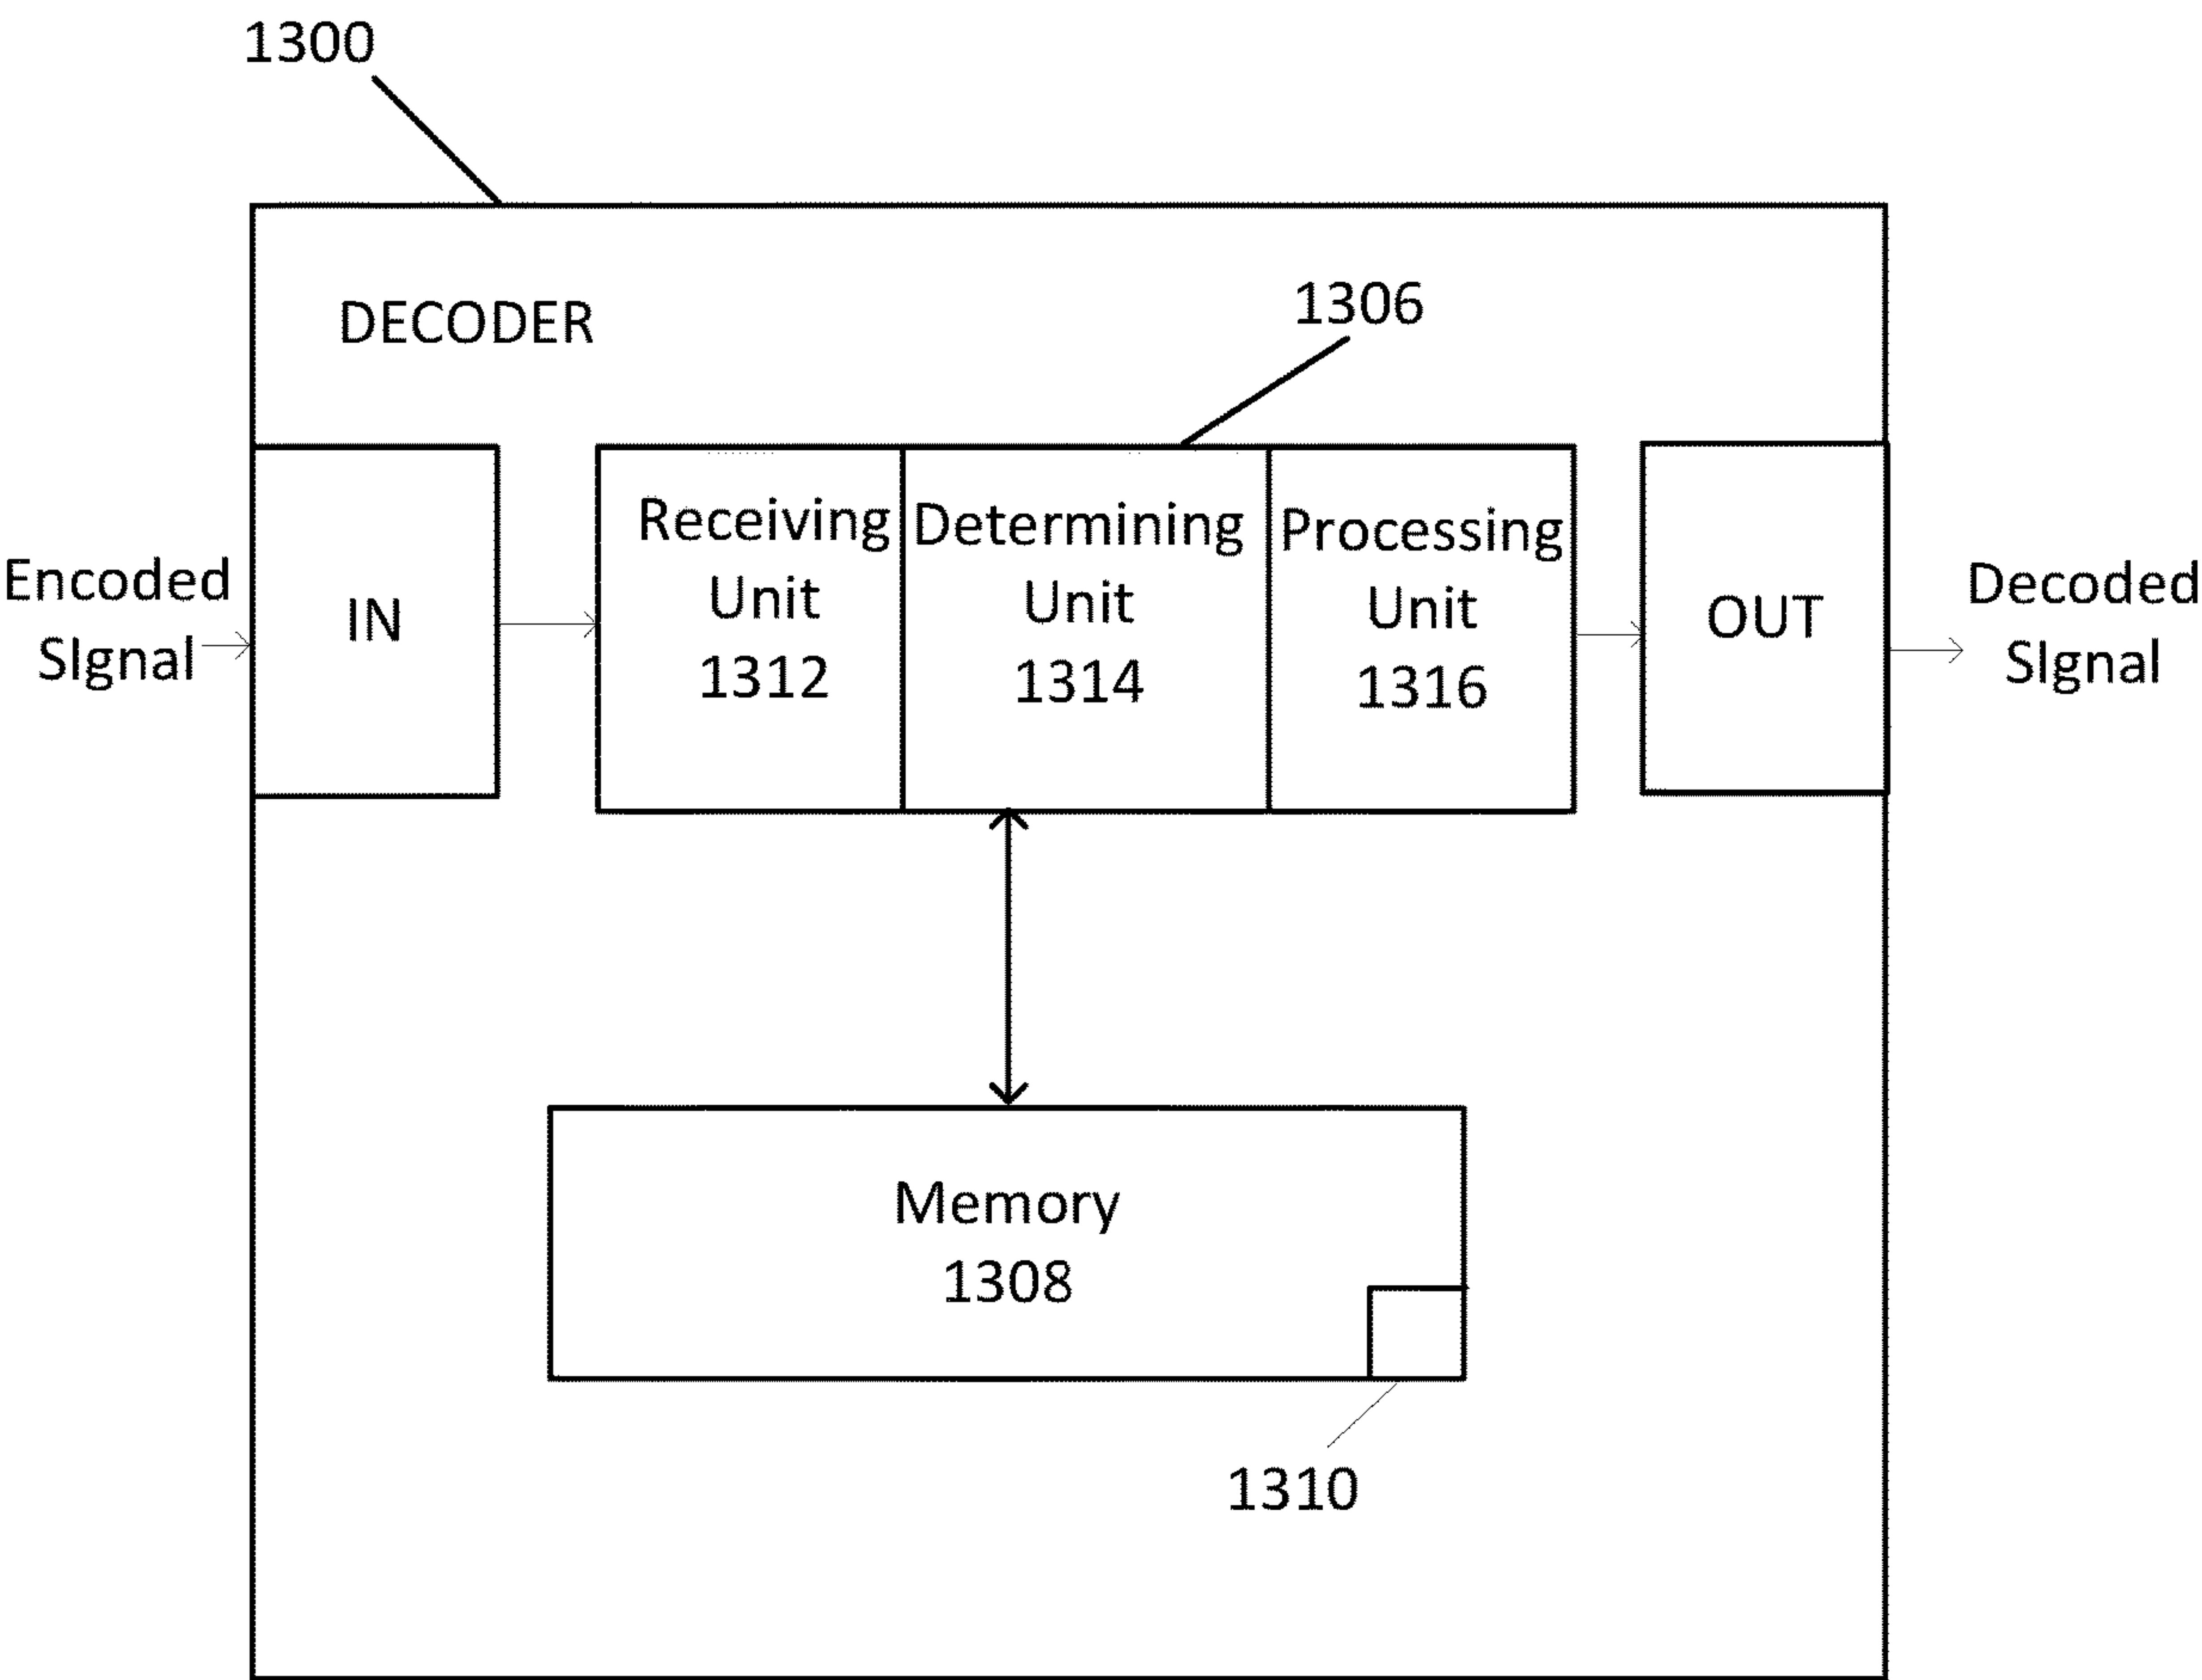 1300
DECODER
1306
Encoded
SIgnal
IN
Receiving
Unit
1312
Determining
Unit
1314
Processing
Unit
1316
OUT
Decoded
SIgnal
Memory
1308
1310